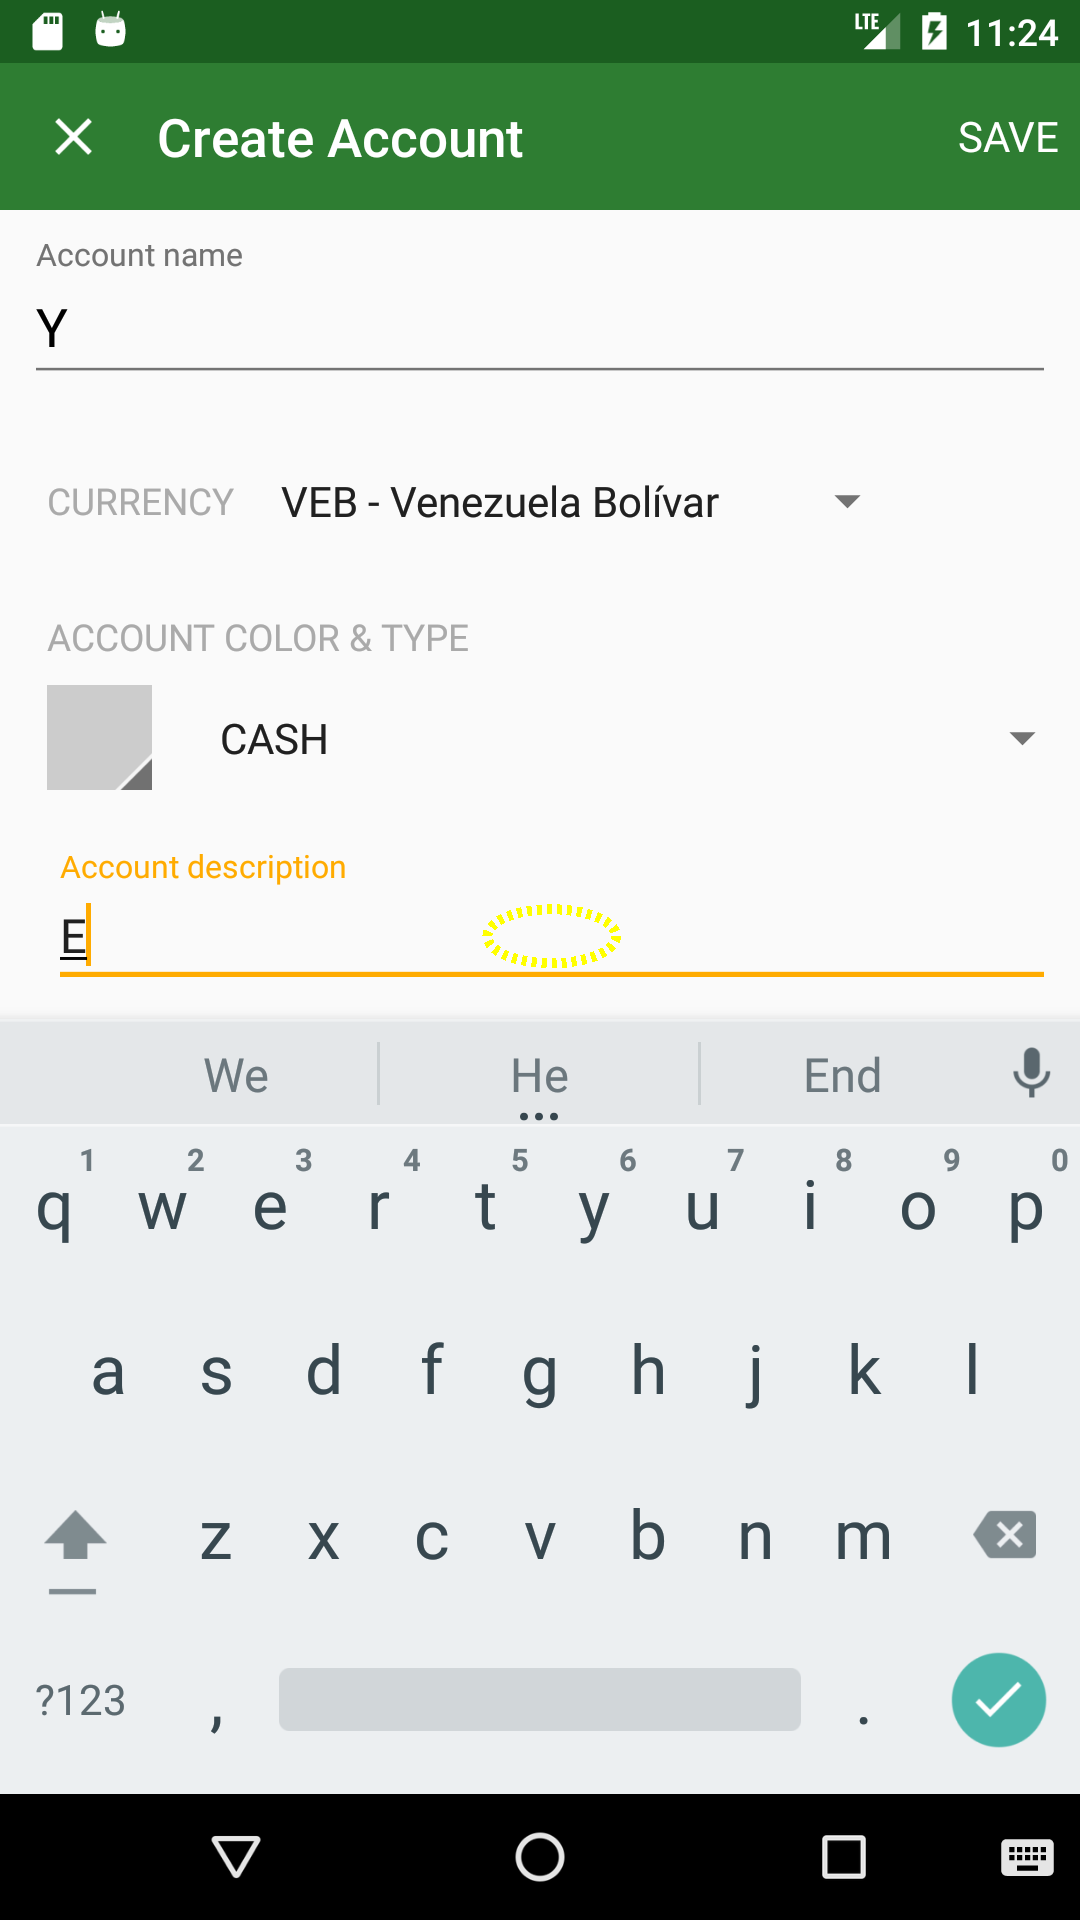 LTE 11:24
Create Account SAVE
Account name
Y
CURRENCY VEB - Venezuela Bolívar
ACCOUNT COLOR & TYPE
CASH
Account description
E
We He End
1 2 3 4 5 6 7 8 9 0
q w e r t y u i o p
a s d f g h j k l
z x c v b n m
?123 , .